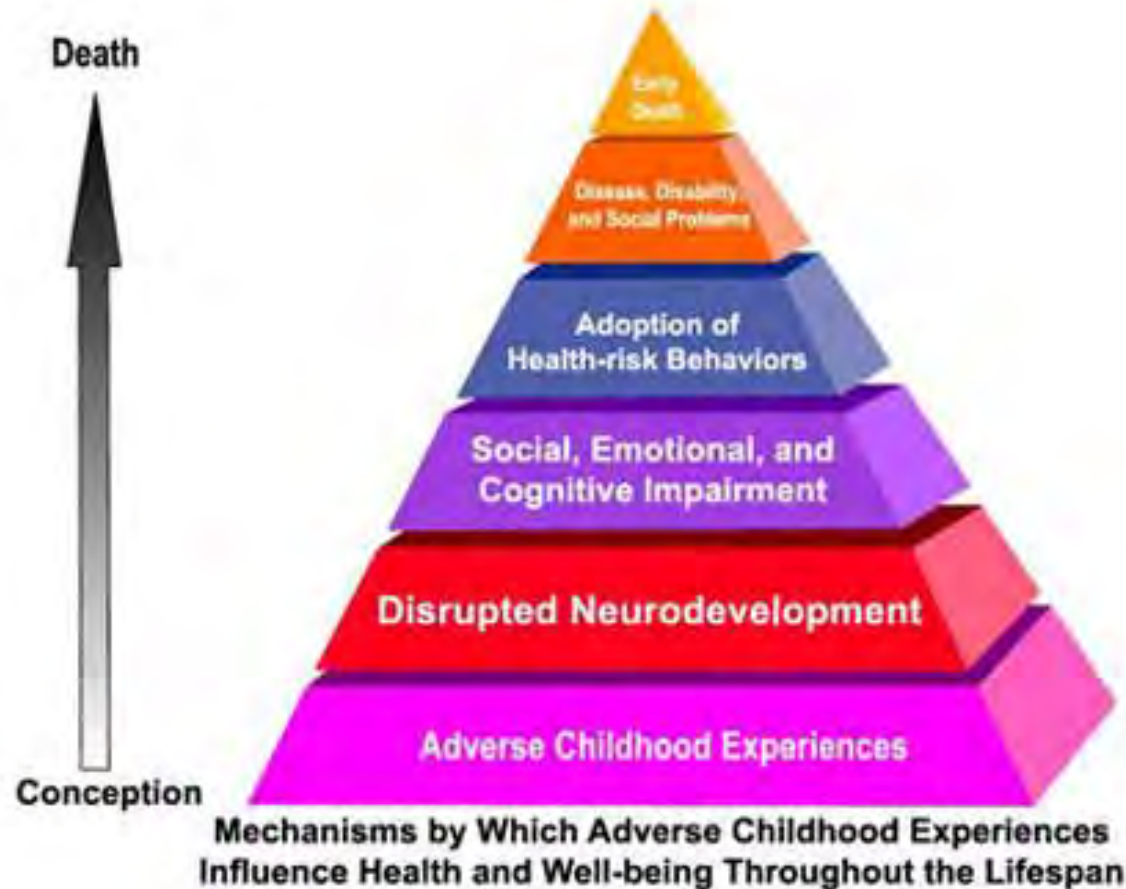 Death
Early
Death
Disease, Disability,
and Social Problems
Adoption of
Health-risk Behaviors
Social, Emotional, and
Cognitive Impairment
Disrupted Neurodevelopment
Adverse Childhood Experiences
Conception
Mechanisms by Which Adverse Childhood Experiences
Influence Health and Well-being Throughout the Lifespan